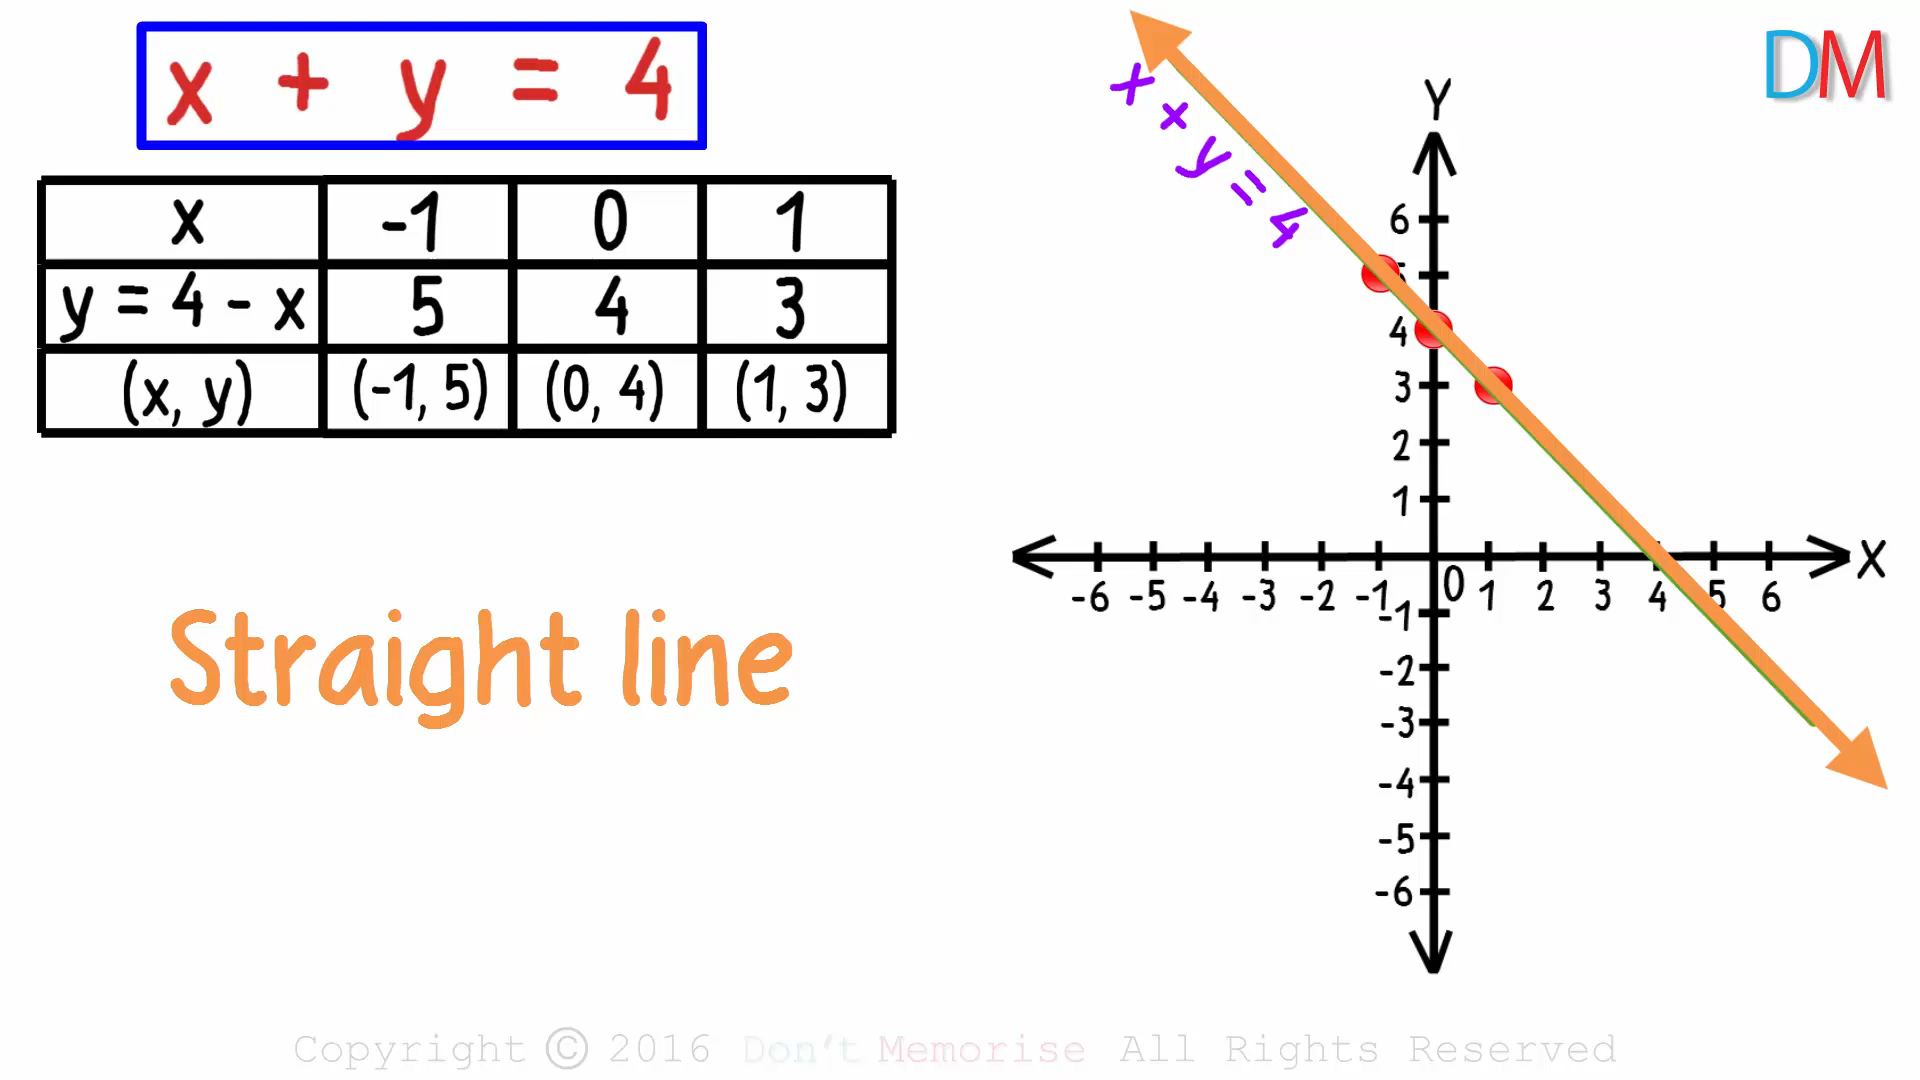 x + y = 4
x -1 0 1
y = 4 - x 5 4 3
(x, y) (-1, 5) (0, 4) (1, 3)
Straight line
DM
x + y = 4
Y
6
5
4
3
2
1
-6 -5 -4 -3 -2 -1 0 1 2 3 4 5 6 X
-1
-2
-3
-4
-5
-6
Copyright © 2016 Don't Memorise All Rights Reserved